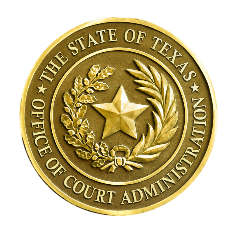 THE STATE OF TEXAS
OFFICE OF COURT ADMINISTRATION